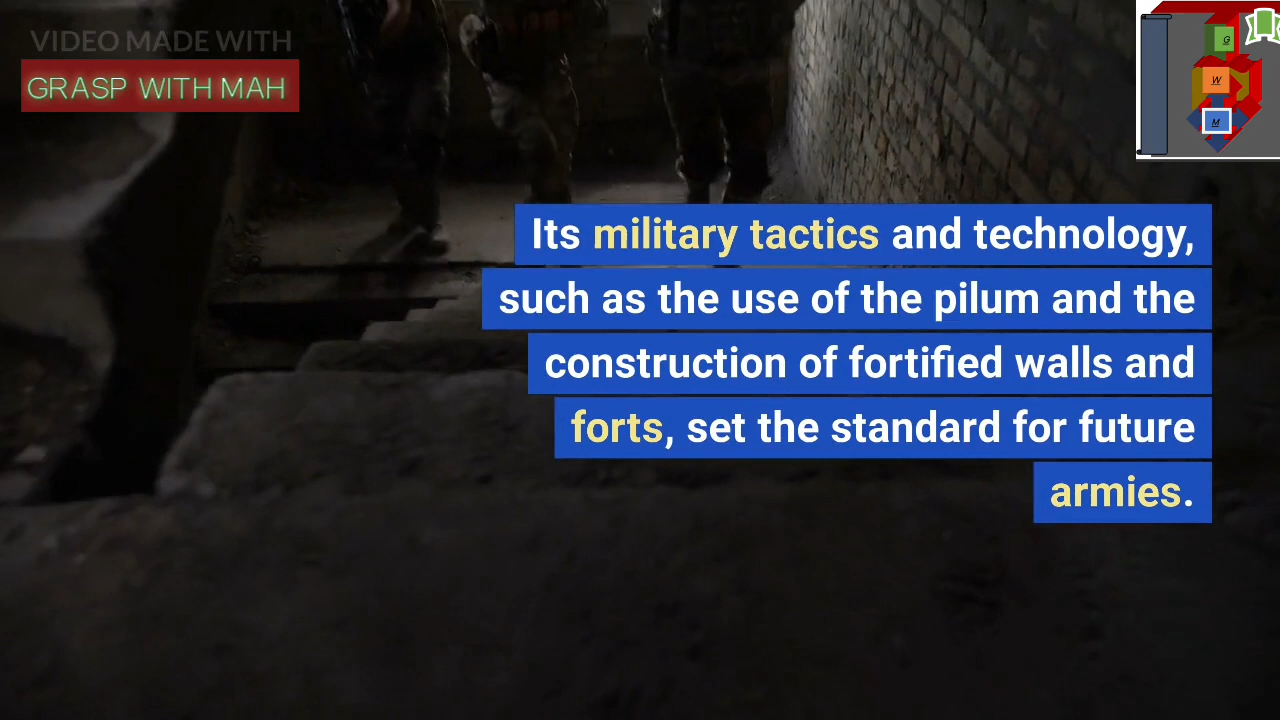 VIDEO MADE WITH
GRASP WITH MAH
G
W
M
Its military tactics and technology,
such as the use of the pilum and the
construction of fortified walls and
forts, set the standard for future
armies.